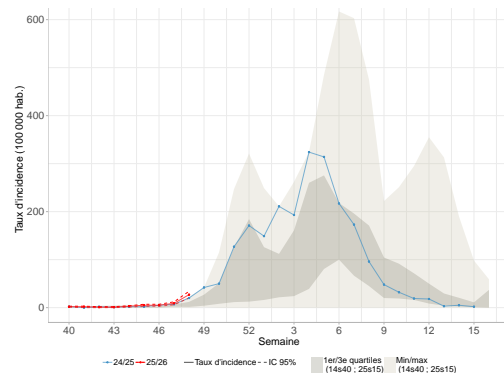 600
400
200
0
Taux d'incidence (100 000 hab.)
40 43 46 49 52 3 6 9 12 15
Semaine
24/25 25/26 Taux d'incidence IC 95% 1er/3e quartiles Min/max
(14s40 ; 25s15) (14s40 ; 25s15)